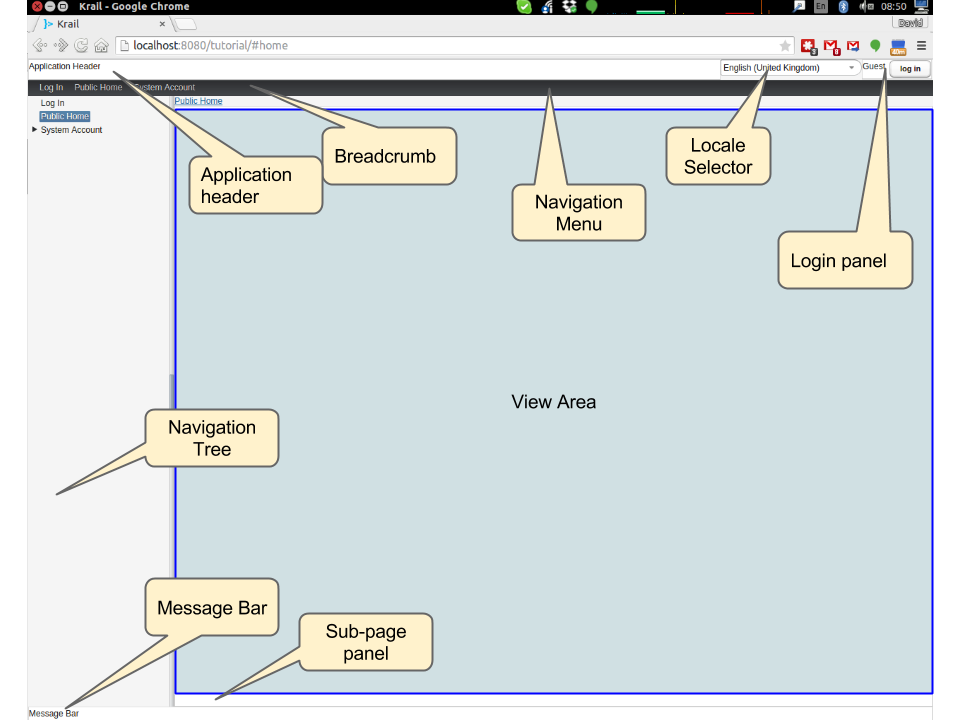 Krail - Google Chrome
En
08:50
Krail
David
localhost:8080/tutorial/#home
Application Header
English (United Kingdom)
Guest
log in
Log In Public Home System Account
Log In
Public Home
Public Home
System Account
Breadcrumb
Locale
Selector
Application
header
Navigation
Menu
Login panel
View Area
Navigation
Tree
Message Bar
Sub-page
panel
Message Bar